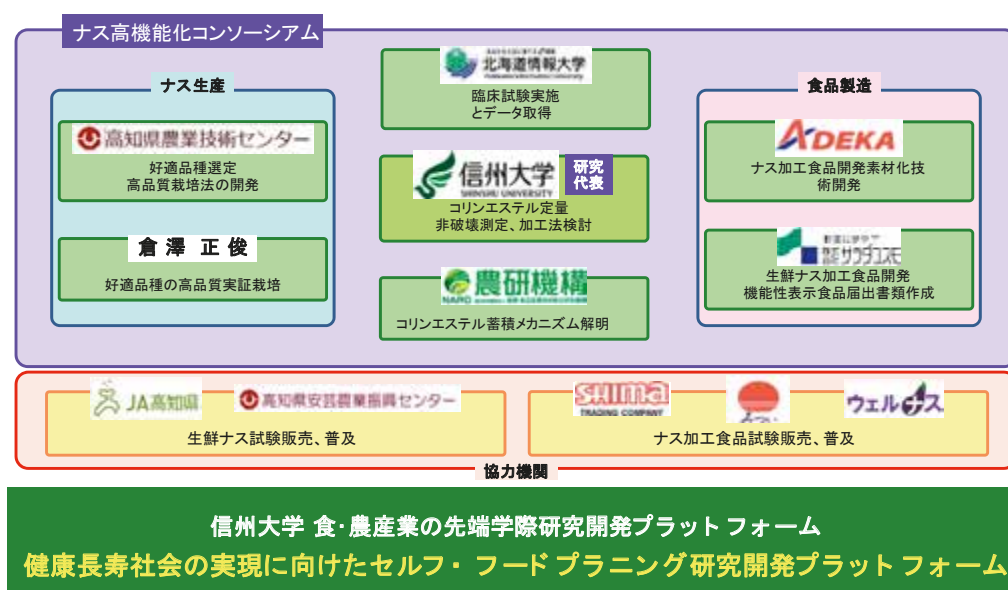 ナス高機能化コンソーシアム
ナス生産
高知県農業技術センター
好適品種選定
高品質栽培法の開発
倉澤正俊
好適品種の高品質実証栽培
北海道情報大学
臨床試験実施
とデータ取得
信州大学
SHINSHU UNIVERSITY
研究
代表
コリンエステル定量
非破壊測定、加工法検討
農研機構
NARO
コリンエステル蓄積メカニズム解明
食品製造
ADEKA
ナス加工食品開発素材化技
術開発
サラダコスモ
生鮮ナス加工食品開発
機能性表示食品届出書類作成
JA高知県
高知県安芸農業振興センター
生鮮ナス試験販売、普及
SHIMA
TRADING COMPANY
ウェルナス
ナス加工食品試験販売、普及
協力機関
信州大学 食・農産業の先端学際研究開発プラットフォーム
健康長寿社会の実現に向けたセルフ・フードプラニング研究開発プラットフォーム